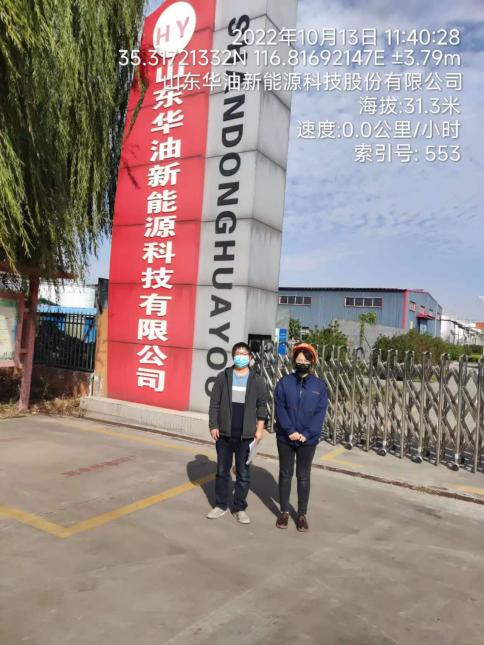 2022年10月13日 11:40:28
35.31721332N 116.81692147E ±3.79m
山东华油新能源科技股份有限公司
海拔:31.3米
速度:0.0公里/小时
索引号: 553
HY
山东华油新能源科技有限公司
SHANDONGHUAYOU